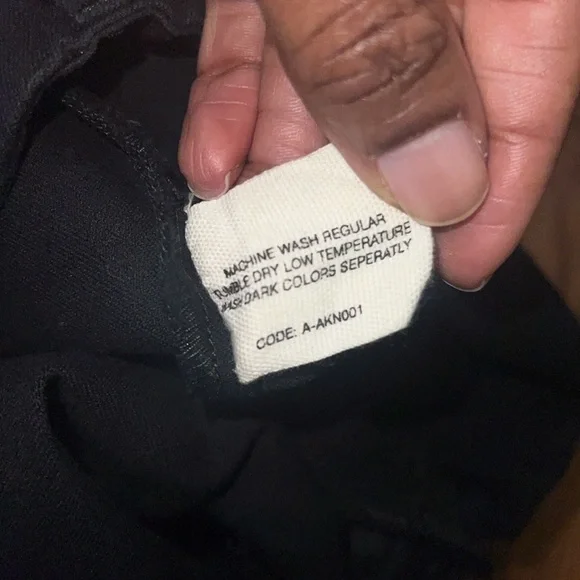 MACHINE WASH REGULAR
TUMBLE DRY LOW TEMPERATURE
WASH DARK COLORS SEPERATLY
CODE: A-AKN001